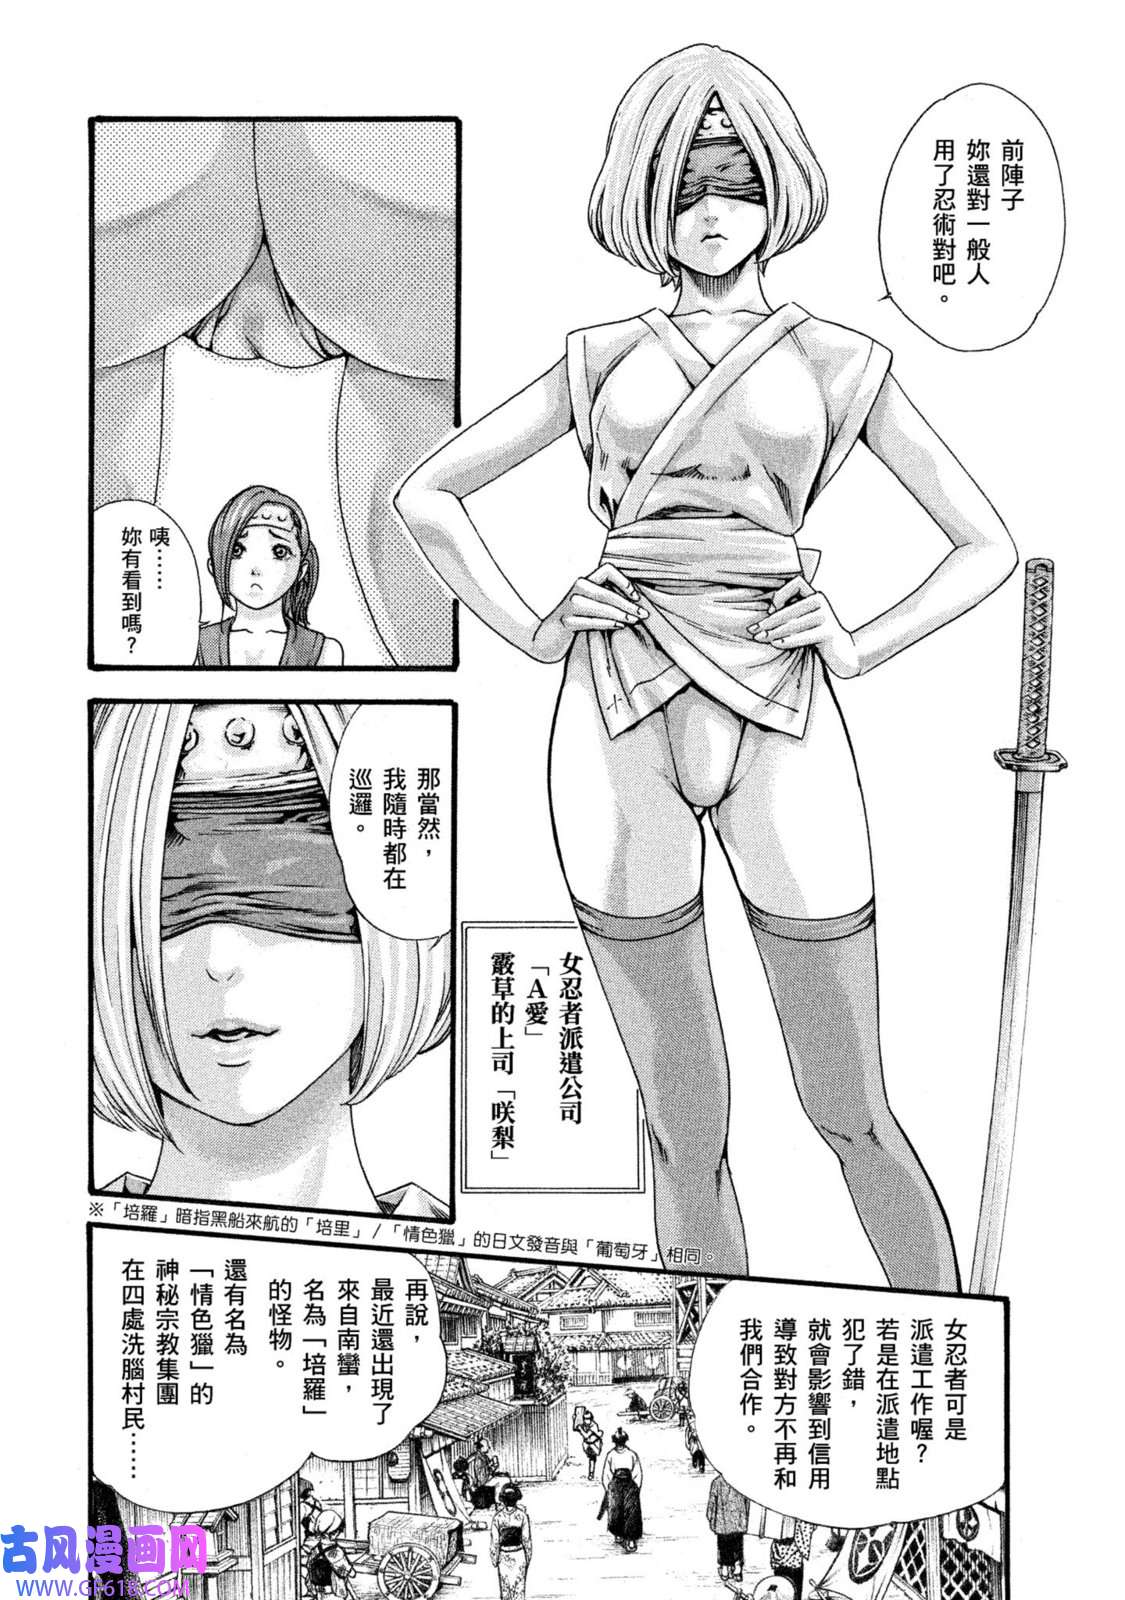 前陣子
妳還對一般人
用了忍術對吧。
咦……
妳有看到嗎？
那當然，
我隨時都在
巡邏。
女忍者派遣公司
「A愛」
霰草的上司「咲梨」
※「培羅」暗指黑船來航的「培里」/「情色獵」的日文發音與「葡萄牙」相同。
女忍者可是
派遣工作喔？
若是在派遣地點
犯了錯，
就會影響到信用
導致對方不再和
我們合作。
再說，
最近還出現了
來自南蠻，
名為「培羅」
的怪物。
還有名為
「情色獵」的
神秘宗教集團
在四處洗腦村民……
古风漫画网
www.GF618.com